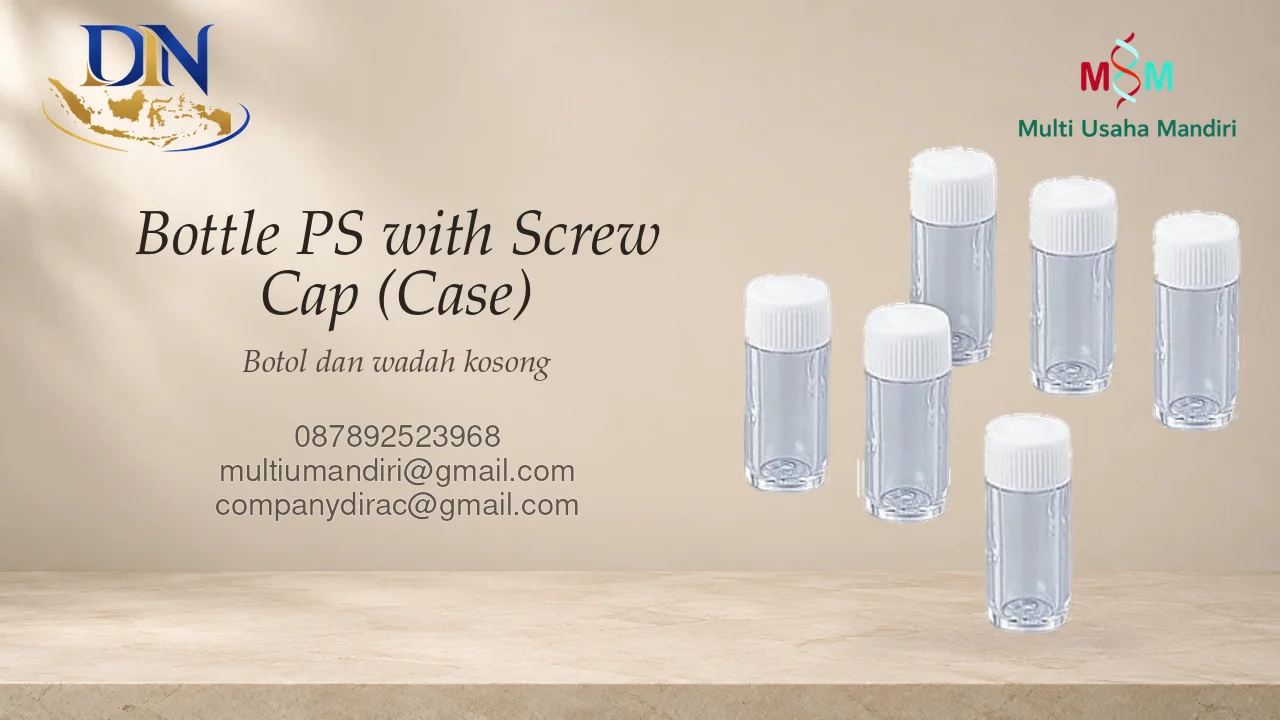 DN
M M
Multi Usaha Mandiri
Bottle PS with Screw
Cap (Case)
Botol dan wadah kosong
087892523968
multiumandiri@gmail.com
companydirac@gmail.com